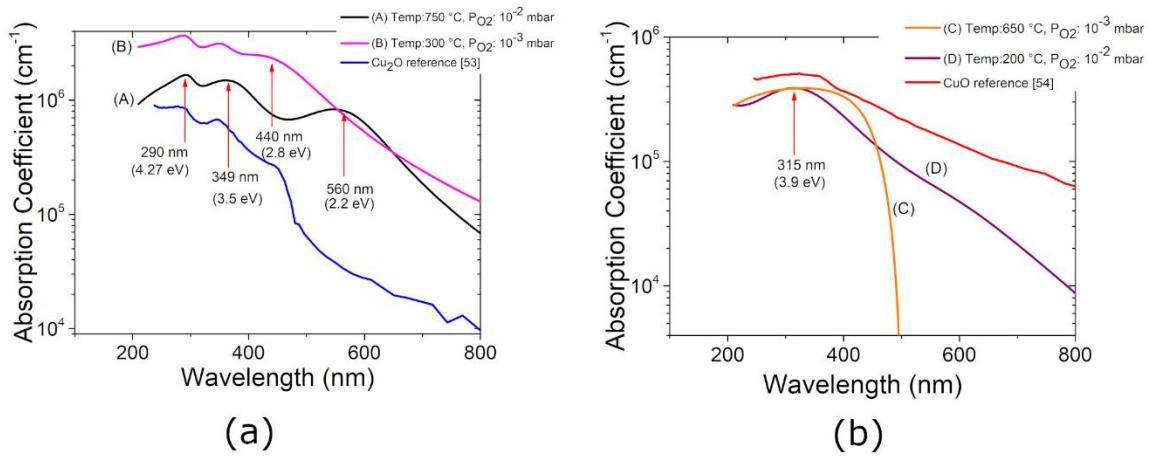 (A) Temp:750 °C, P_O2: 10⁻² mbar
(B) Temp:300 °C, P_O2: 10⁻³ mbar
Cu₂O reference [53]
Absorption Coefficient (cm⁻¹)
10⁶
10⁵
10⁴
(B)
(A)
290 nm
(4.27 eV)
349 nm
(3.5 eV)
440 nm
(2.8 eV)
560 nm
(2.2 eV)
200
400
600
800
Wavelength (nm)
(a)
(C) Temp:650 °C, P_O2: 10⁻³ mbar
(D) Temp:200 °C, P_O2: 10⁻² mbar
CuO reference [54]
Absorption Coefficient (cm⁻¹)
10⁶
10⁵
10⁴
315 nm
(3.9 eV)
(D)
(C)
200
400
600
800
Wavelength (nm)
(b)